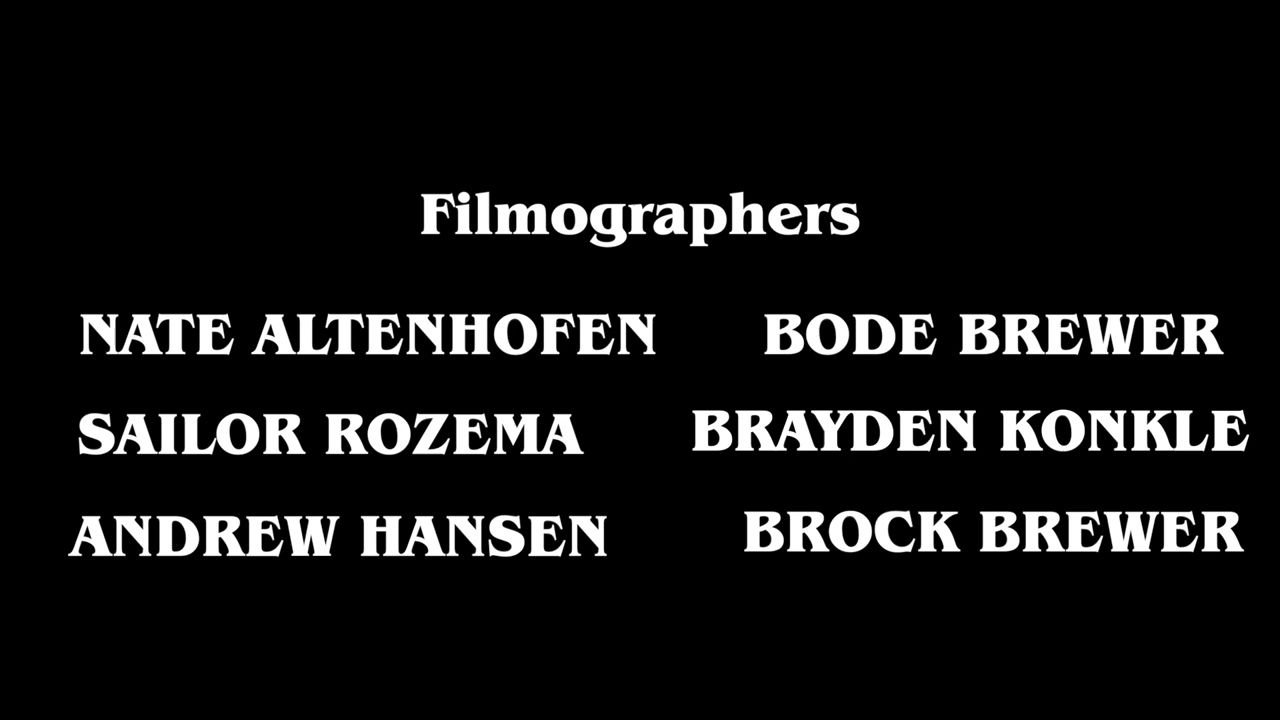 Filmographers
NATE ALTENHOFEN BODE BREWER
SAILOR ROZEMA BRAYDEN KONKLE
ANDREW HANSEN BROCK BREWER